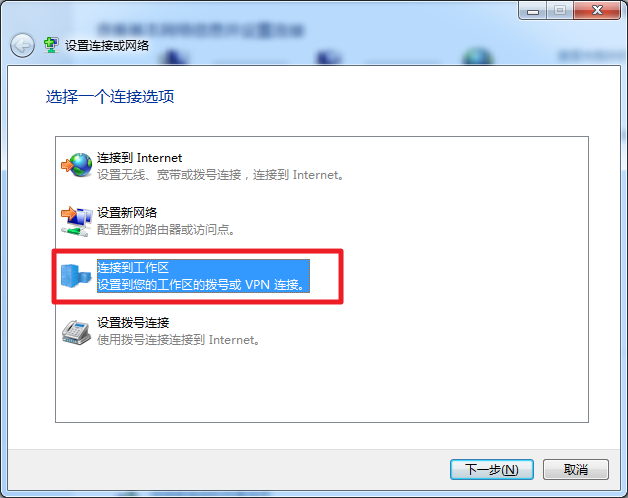 设置连接或网络
选择一个连接选项
连接到 Internet
设置无线、宽带或拨号连接，连接到 Internet。
设置新网络
配置新的路由器或访问点。
连接到工作区
设置到您的工作区的拨号或 VPN 连接。
设置拨号连接
使用拨号连接连接到 Internet。
下一步(N)
取消